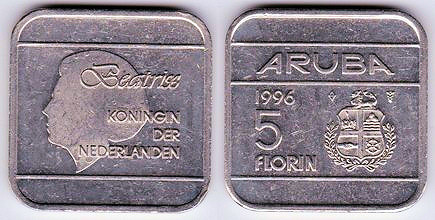 Beatrix
KONINGIN
DER
NEDERLANDEN
ARUBA
1996
5
FLORIN